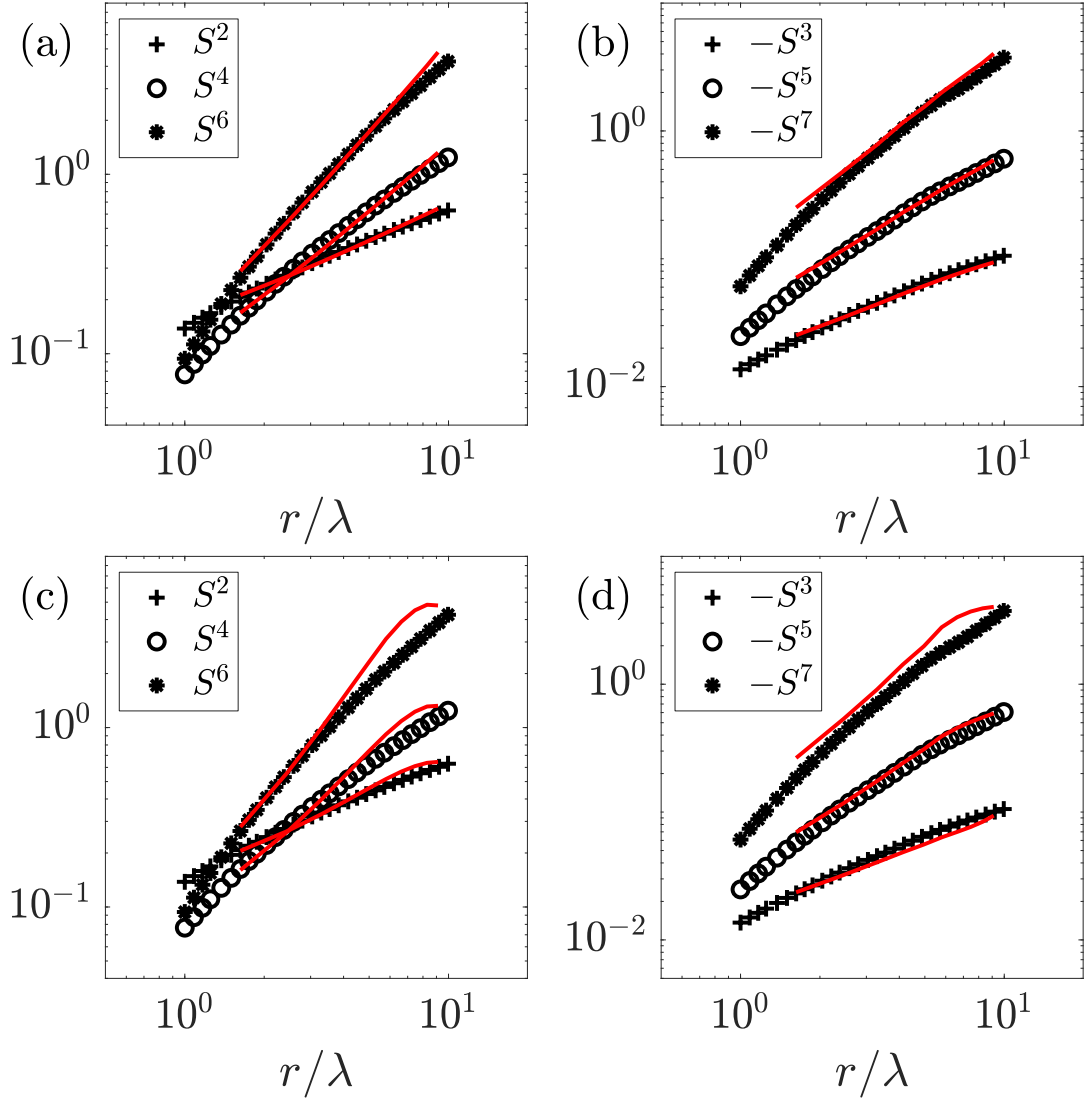 (a)
+ S^2
o S^4
* S^6
10^0
10^{-1}
10^0 10^1
r/λ
(b)
+ −S^3
o −S^5
* −S^7
10^0
10^{-2}
10^0 10^1
r/λ
(c)
+ S^2
o S^4
* S^6
10^0
10^{-1}
10^0 10^1
r/λ
(d)
+ −S^3
o −S^5
* −S^7
10^0
10^{-2}
10^0 10^1
r/λ